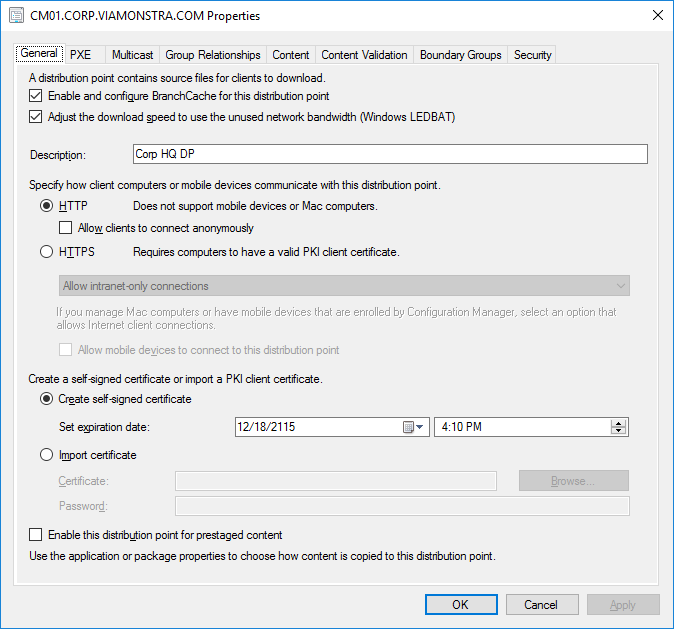 CM01.CORP.VIAMONSTRA.COM Properties
General PXE Multicast Group Relationships Content Content Validation Boundary Groups Security
A distribution point contains source files for clients to download.
Enable and configure BranchCache for this distribution point
Adjust the download speed to use the unused network bandwidth (Windows LEDBAT)
Description: Corp HQ DP
Specify how client computers or mobile devices communicate with this distribution point.
HTTP Does not support mobile devices or Mac computers.
Allow clients to connect anonymously
HTTPS Requires computers to have a valid PKI client certificate.
Allow intranet-only connections
If you manage Mac computers or have mobile devices that are enrolled by Configuration Manager, select an option that
allows Internet client connections.
Allow mobile devices to connect to this distribution point
Create a self-signed certificate or import a PKI client certificate.
Create self-signed certificate
Set expiration date: 12/18/2115 4:10 PM
Import certificate
Certificate: Browse...
Password:
Enable this distribution point for prestaged content
Use the application or package properties to choose how content is copied to this distribution point.
OK Cancel Apply